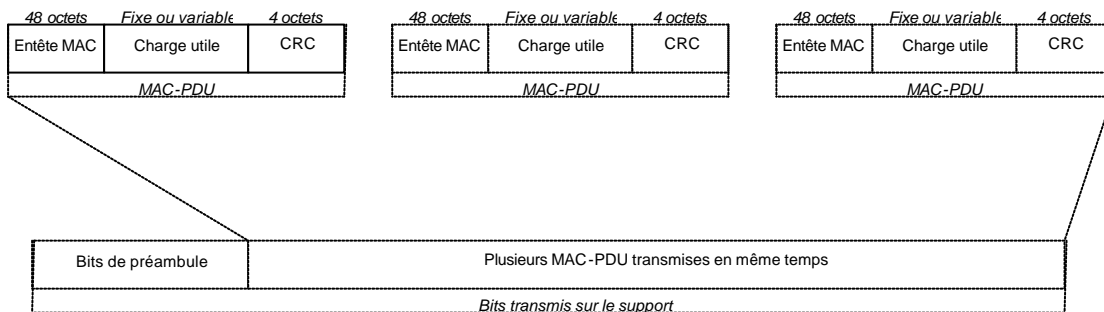 48 octets Fixe ou variable 4 octets 48 octets Fixe ou variable 4 octets 48 octets Fixe ou variable 4 octets
Entête MAC Charge utile CRC Entête MAC Charge utile CRC Entête MAC Charge utile CRC
MAC-PDU MAC-PDU MAC-PDU
Bits de préambule Plusieurs MAC-PDU transmises en même temps
Bits transmis sur le support